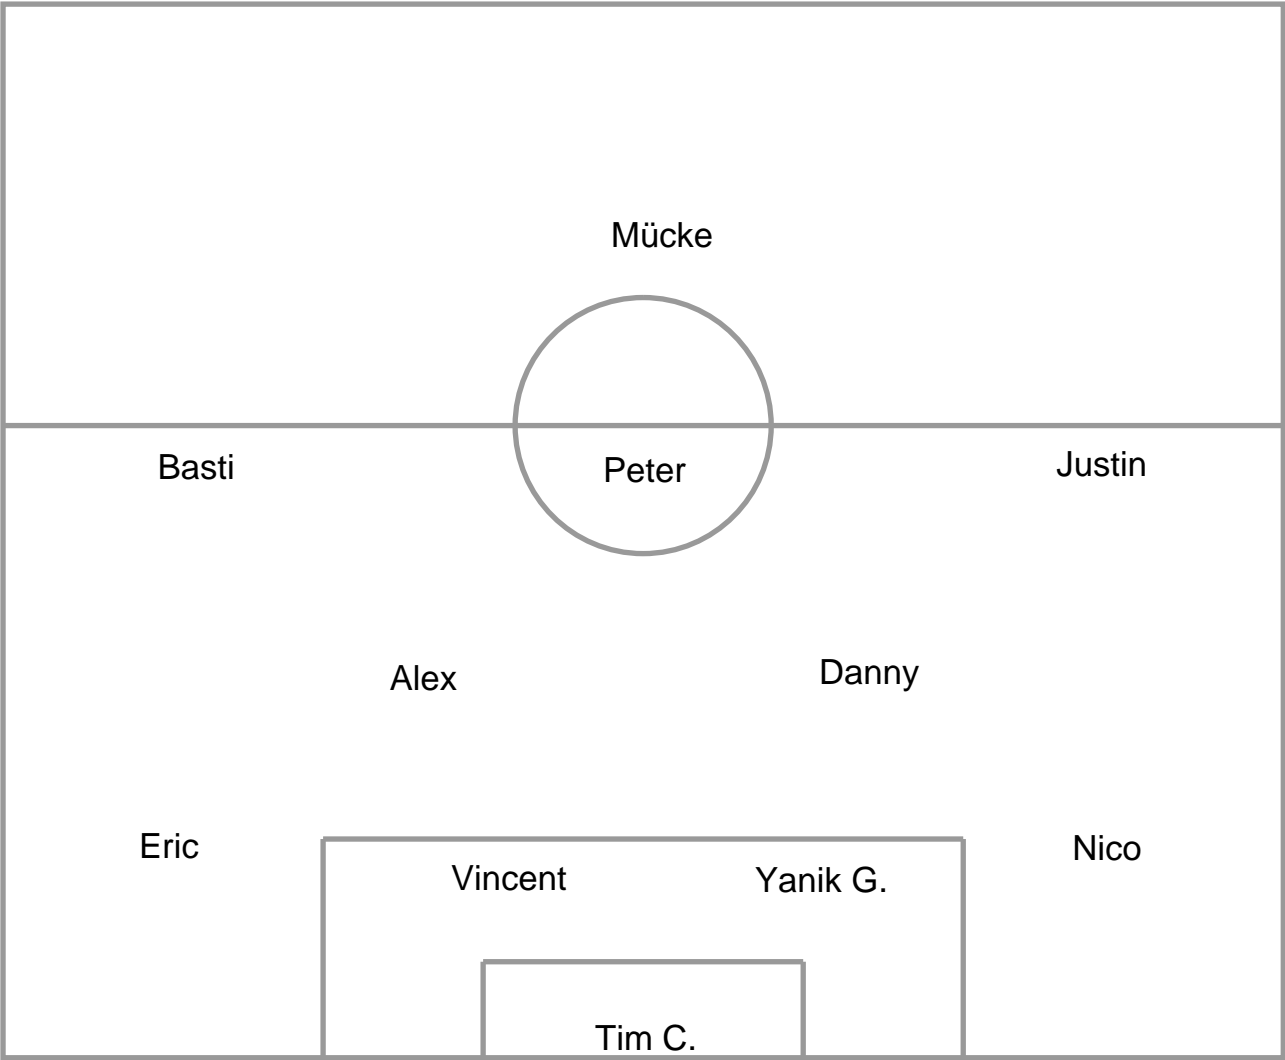 Mücke
Basti
Peter
Justin
Alex
Danny
Eric
Vincent
Yanik G.
Nico
Tim C.